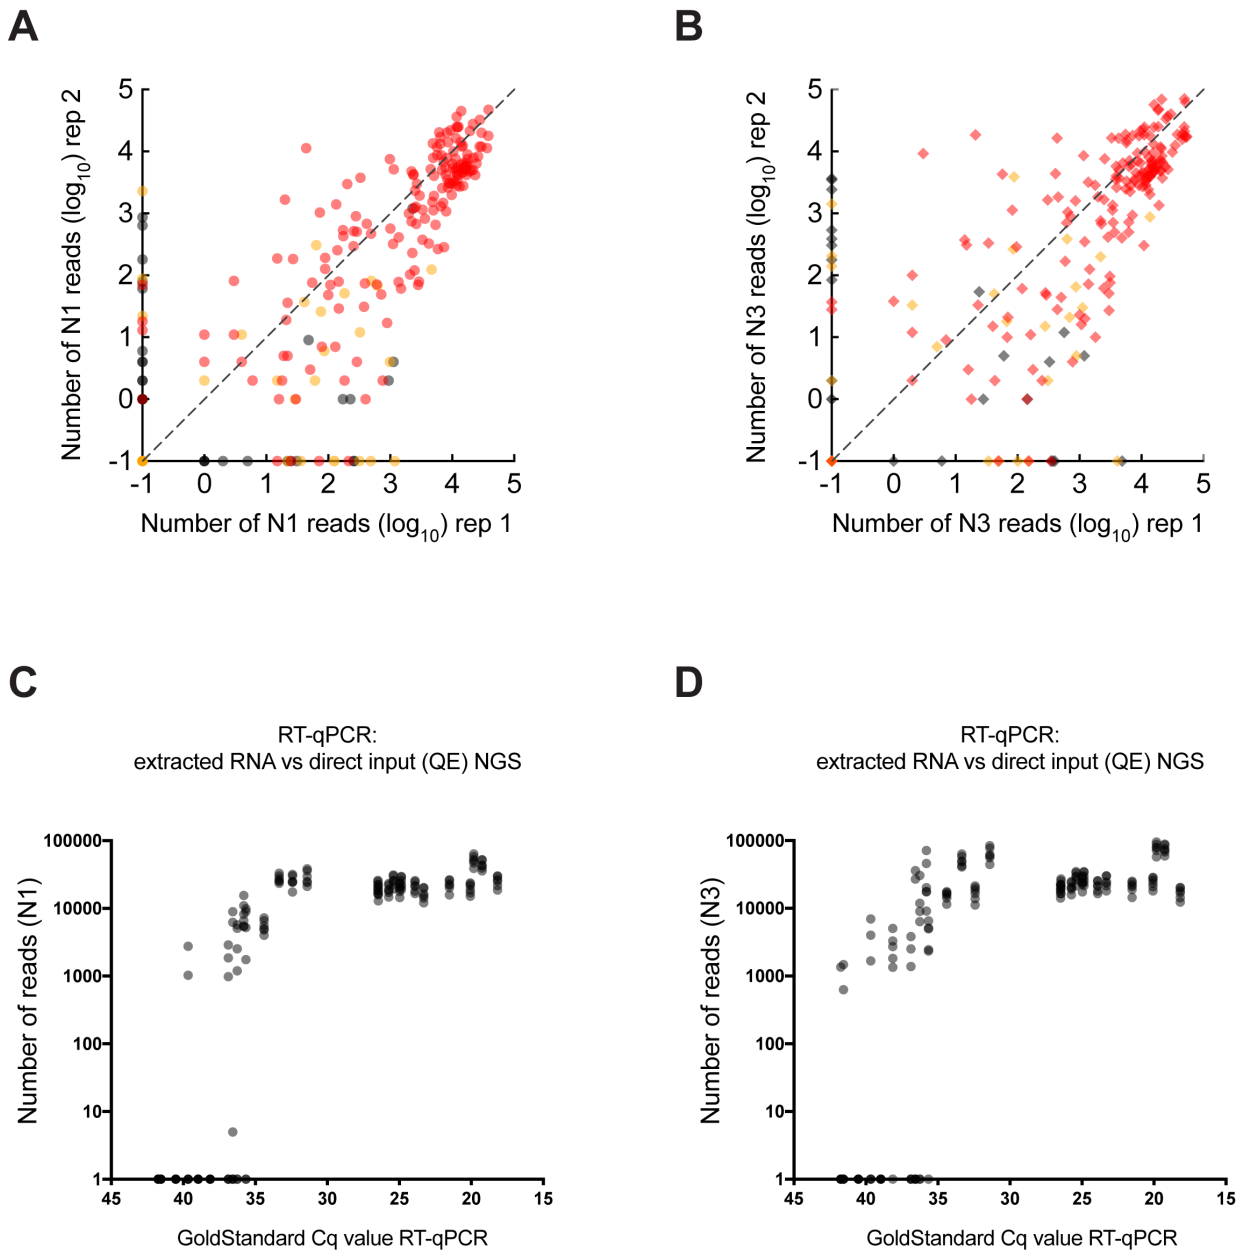 A
B
Number of N1 reads (log10) rep 2
5
4
3
2
1
0
-1
-1 0 1 2 3 4 5
Number of N1 reads (log10) rep 1
Number of N3 reads (log10) rep 2
5
4
3
2
1
0
-1
-1 0 1 2 3 4 5
Number of N3 reads (log10) rep 1
C
D
RT-qPCR:
extracted RNA vs direct input (QE) NGS
Number of reads (N1)
100000
10000
1000
100
10
1
45 40 35 30 25 20 15
GoldStandard Cq value RT-qPCR
RT-qPCR:
extracted RNA vs direct input (QE) NGS
Number of reads (N3)
100000
10000
1000
100
10
1
45 40 35 30 25 20 15
GoldStandard Cq value RT-qPCR